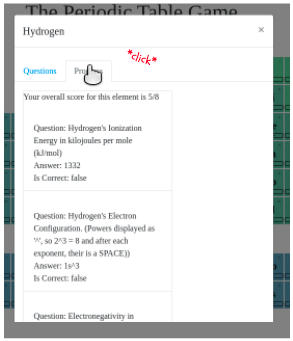 The Periodic Table Game
Hydrogen
×
*click*
Questions
Your overall score for this element is 5/8
Question: Hydrogen's Ionization
Energy in kilojoules per mole
(kJ/mol)
Answer: 1332
Is Correct: false
Question: Hydrogen's Electron
Configuration. (Powers displayed as
'^', so 2^3 = 8 and after each
exponent, their is a SPACE))
Answer: 1s^3
Is Correct: false
Question: Electronegativity in